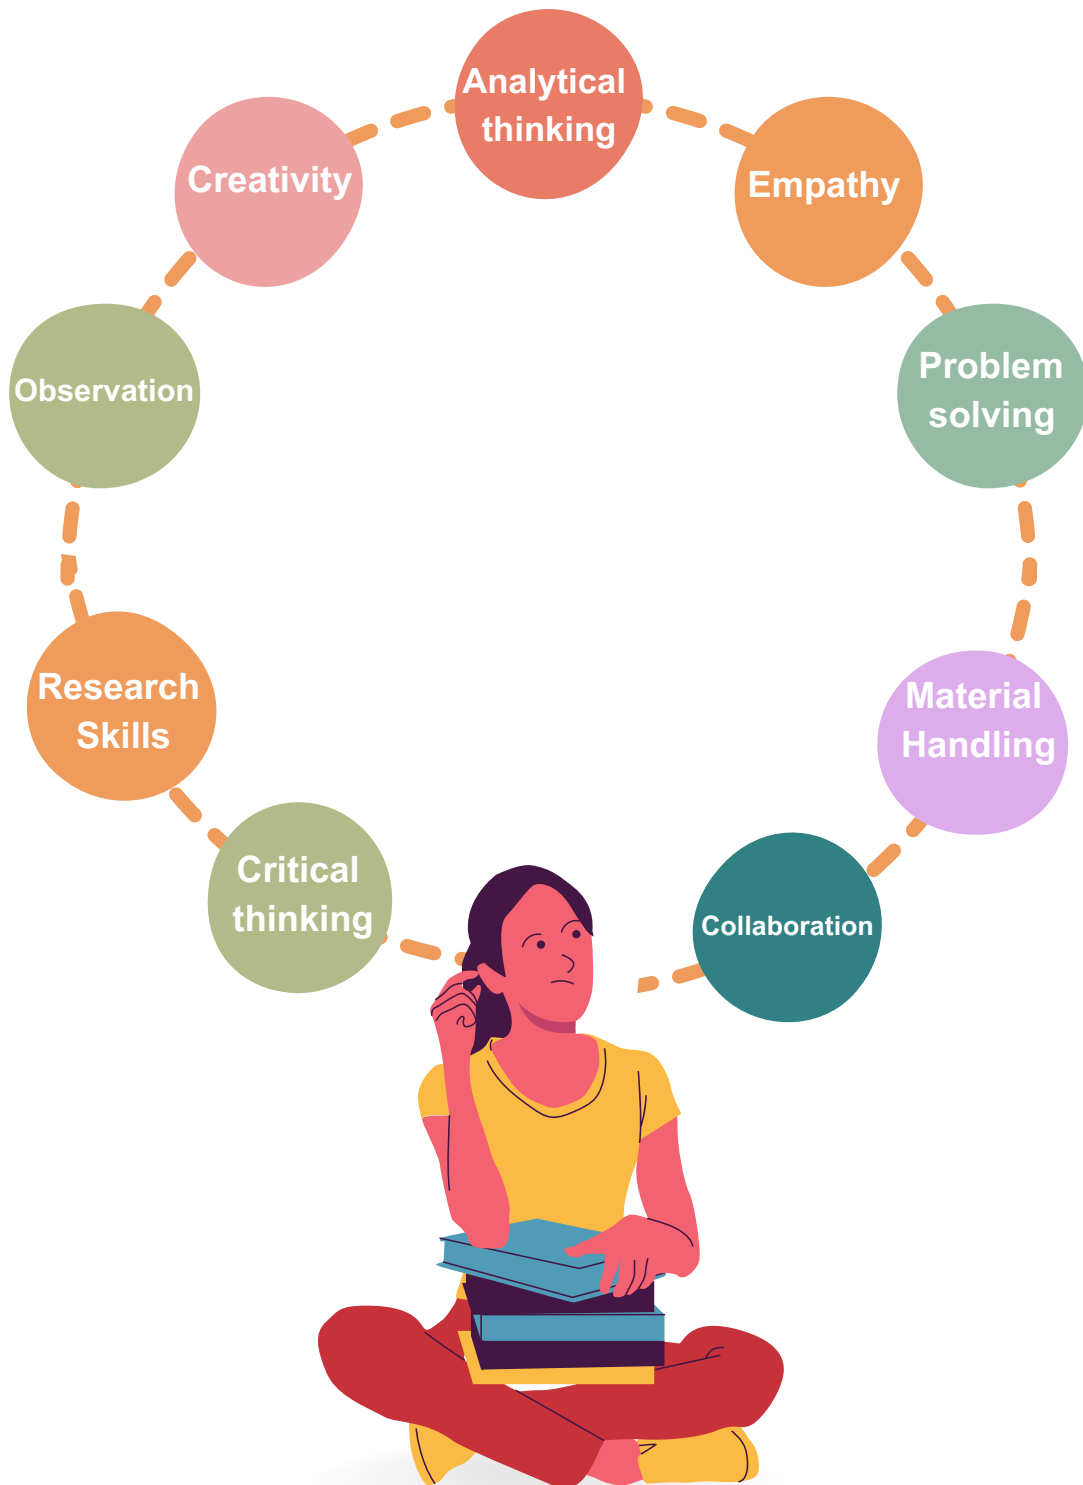 Analytical
thinking
Creativity
Empathy
Observation
Problem
solving
Research
Skills
Material
Handling
Critical
thinking
Collaboration